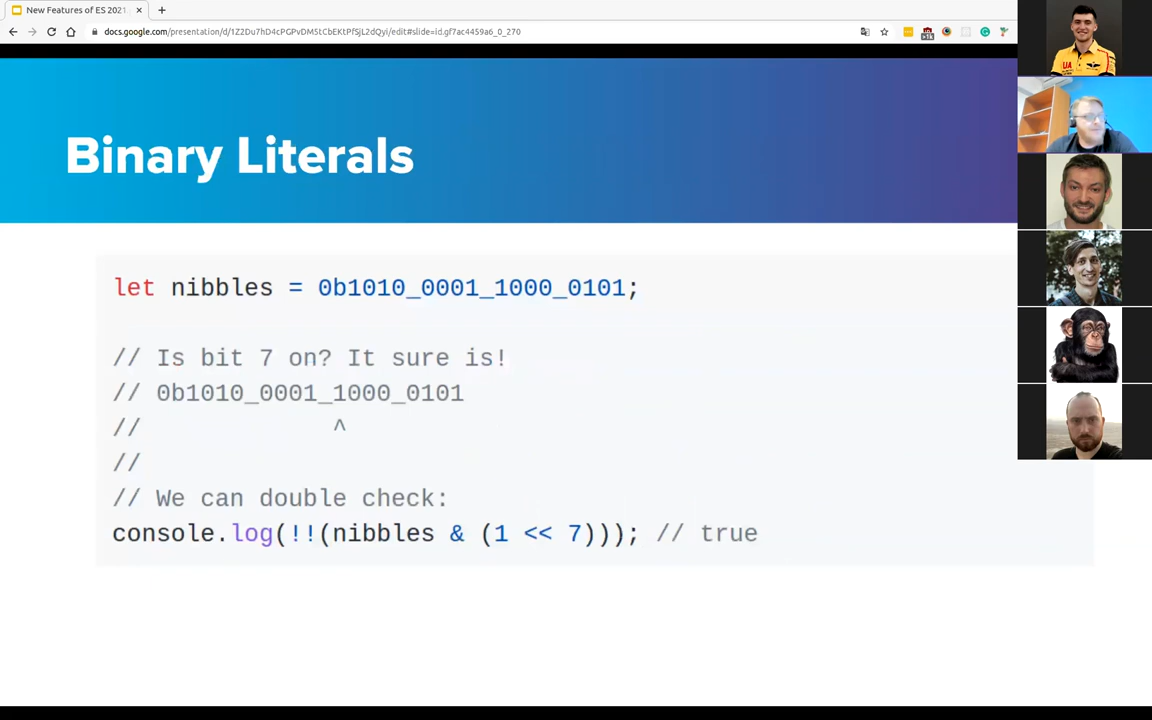 New Features of ES 2021
docs.google.com/presentation/d/1Z2Du7hD4cPGPvDM5tCbEKtPfSjL2dQyi/edit#slide=id.gf7ac4459a6_0_270
Binary Literals
let nibbles = 0b1010_0001_1000_0101;
// Is bit 7 on? It sure is!
// 0b1010_0001_1000_0101
// ^
//
// We can double check:
console.log(!!(nibbles & (1 << 7))); // true
UA